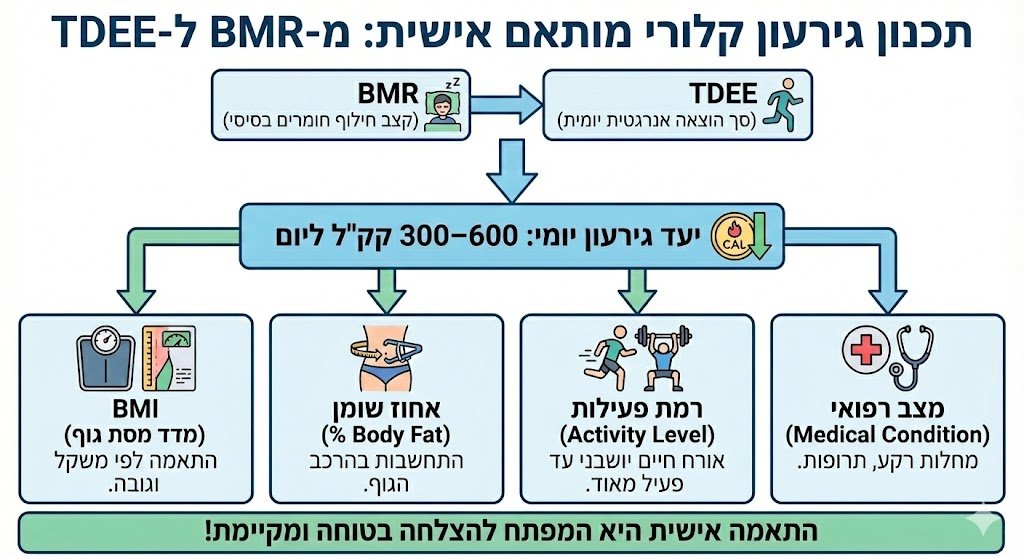 תכנון גירעון קלורי מותאם אישית: מ-BMR ל-TDEE
BMR
zZ
(קצב חילוף חומרים בסיסי)
TDEE
(סך הוצאה אנרגטית יומית)
יעד גירעון יומי: 300–600 קק"ל ליום
CAL
BMI
(מדד מסת גוף)
התאמה לפי משקל
וגובה.
אחוז שומן
(% Body Fat)
התחשבות בהרכב
הגוף.
רמת פעילות
(Activity Level)
אורח חיים יושבני עד
פעיל מאוד.
מצב רפואי
(Medical Condition)
מחלות רקע, תרופות.
התאמה אישית היא המפתח להצלחה בטוחה ומקיימת!